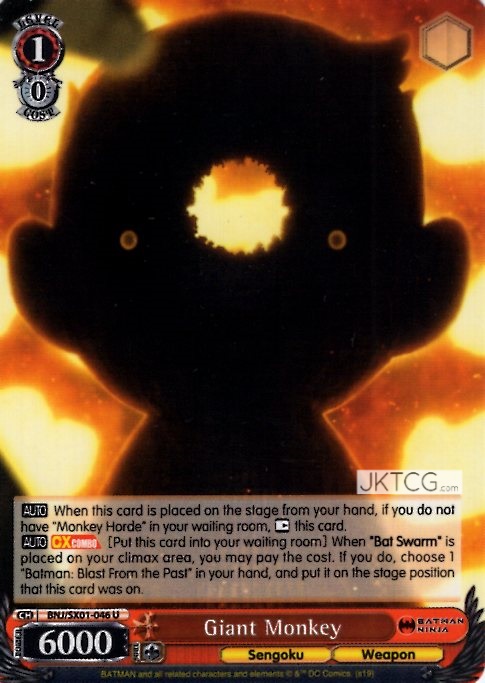 LEVEL
1
0
COST
JKTCG.com
AUTO When this card is placed on the stage from your hand, if you do not
have "Monkey Horde" in your waiting room, this card.
AUTO CXCOMBO [Put this card into your waiting room] When "Bat Swarm" is
placed on your climax area, you may pay the cost. If you do, choose 1
"Batman: Blast From the Past" in your hand, and put it on the stage position
that this card was on.
CH BNJ/SX01-046 U
POWER 6000 Giant Monkey BATMAN
NINJA
Sengoku Weapon
BATMAN and all related characters and elements © & ™ DC Comics. (s19)